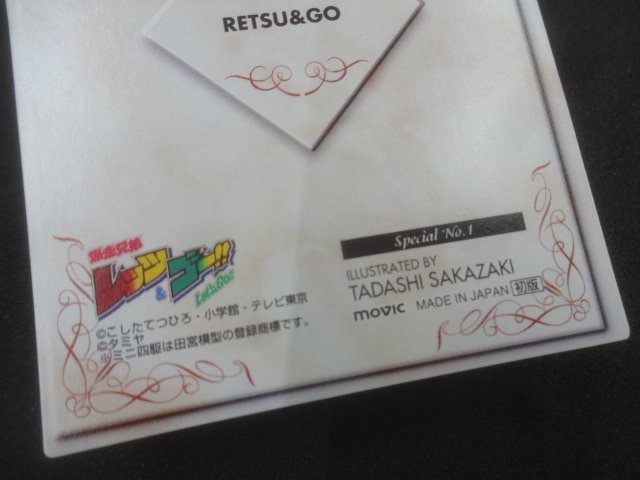 RETSU&GO
爆走兄弟
レッツ
&
ゴー!!
Let's & Go!!
©こしたてつひろ・小学館・テレビ東京
©タミヤ
※ミニ四駆は田宮模型の登録商標です。
Special No.1
ILLUSTRATED BY
TADASHI SAKAZAKI
movic MADE IN JAPAN 初版